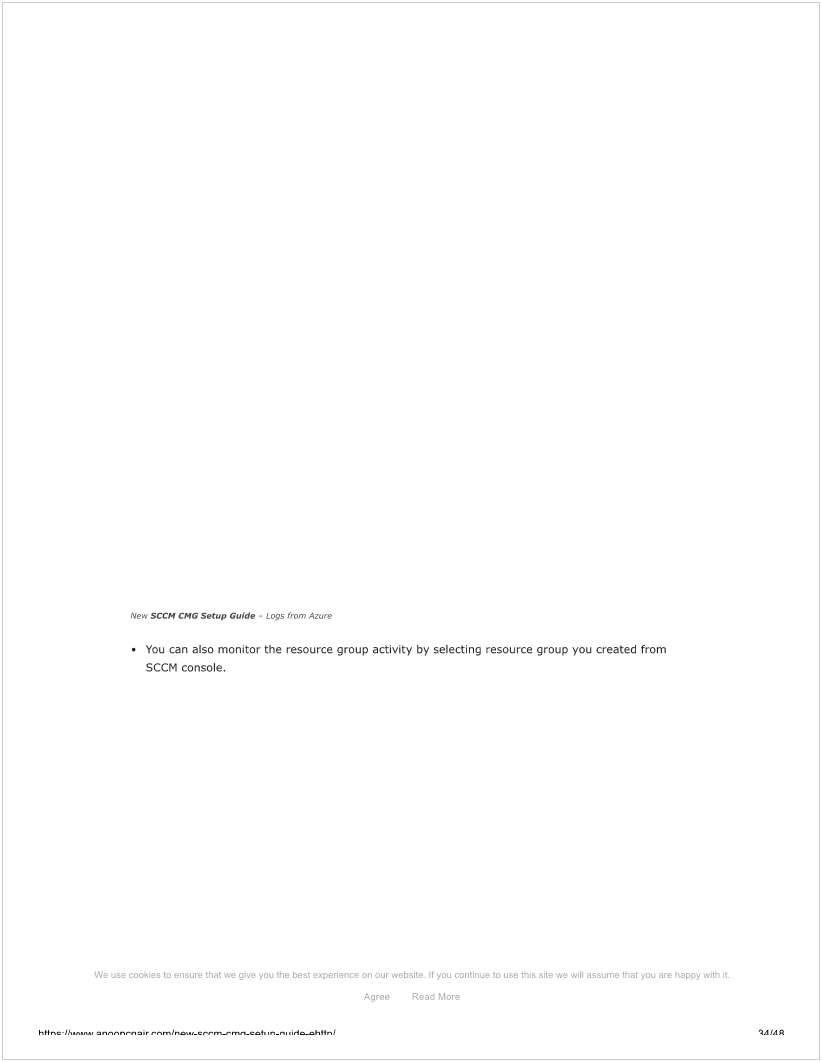 New SCCM CMG Setup Guide – Logs from Azure
• You can also monitor the resource group activity by selecting resource group you created from
SCCM console.
We use cookies to ensure that we give you the best experience on our website. If you continue to use this site we will assume that you are happy with it.
Agree Read More
https://www.anoopcnair.com/new-sccm-cmg-setup-guide-ehttp/ 34/48